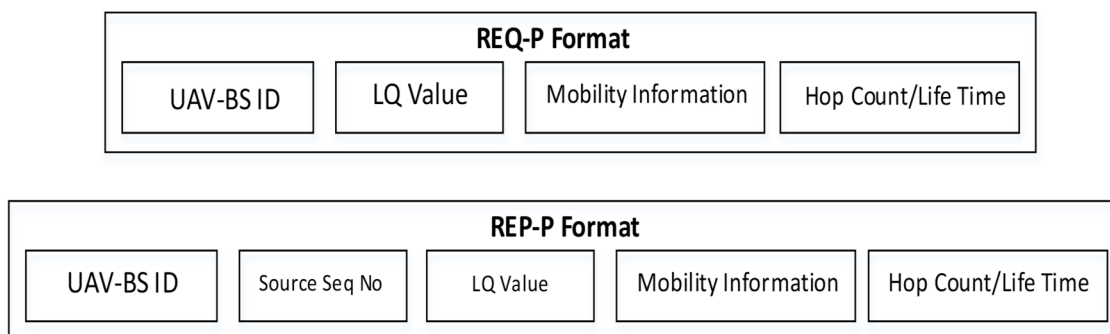 REQ-P Format
UAV-BS ID
LQ Value
Mobility Information
Hop Count/Life Time
REP-P Format
UAV-BS ID
Source Seq No
LQ Value
Mobility Information
Hop Count/Life Time